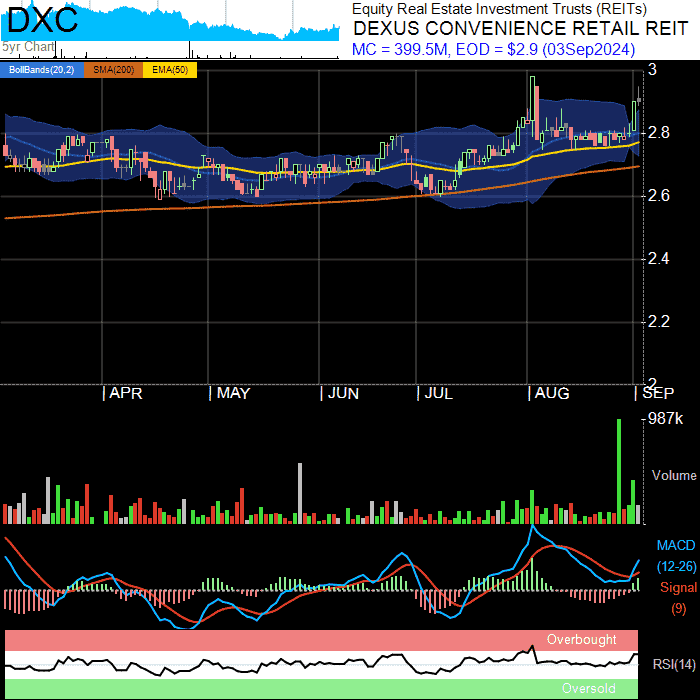 DXC
5yr Chart
Equity Real Estate Investment Trusts (REITs)
DEXUS CONVENIENCE RETAIL REIT
MC = 399.5M, EOD = $2.9 (03Sep2024)
BollBands(20,2) SMA(200) EMA(50)
3
2.8
2.6
2.4
2.2
2
APR MAY JUN JUL AUG SEP
987k
Volume
MACD
(12-26)
Signal
(9)
Overbought
RSI(14)
Oversold